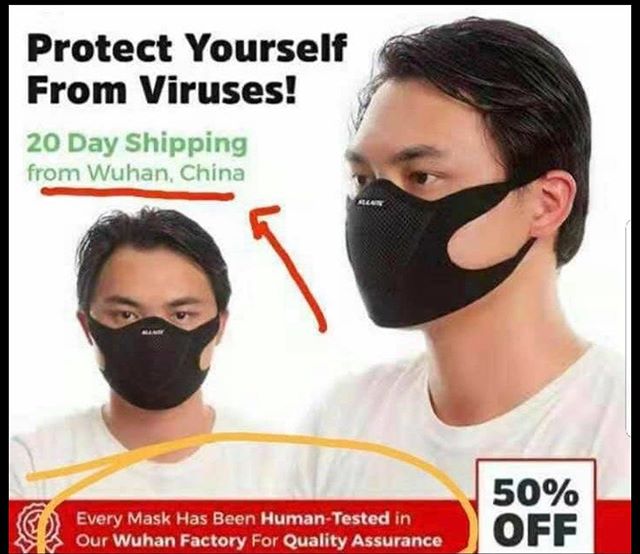 Protect Yourself
From Viruses!
20 Day Shipping
from Wuhan, China
50%
OFF
Every Mask Has Been Human-Tested in
Our Wuhan Factory For Quality Assurance